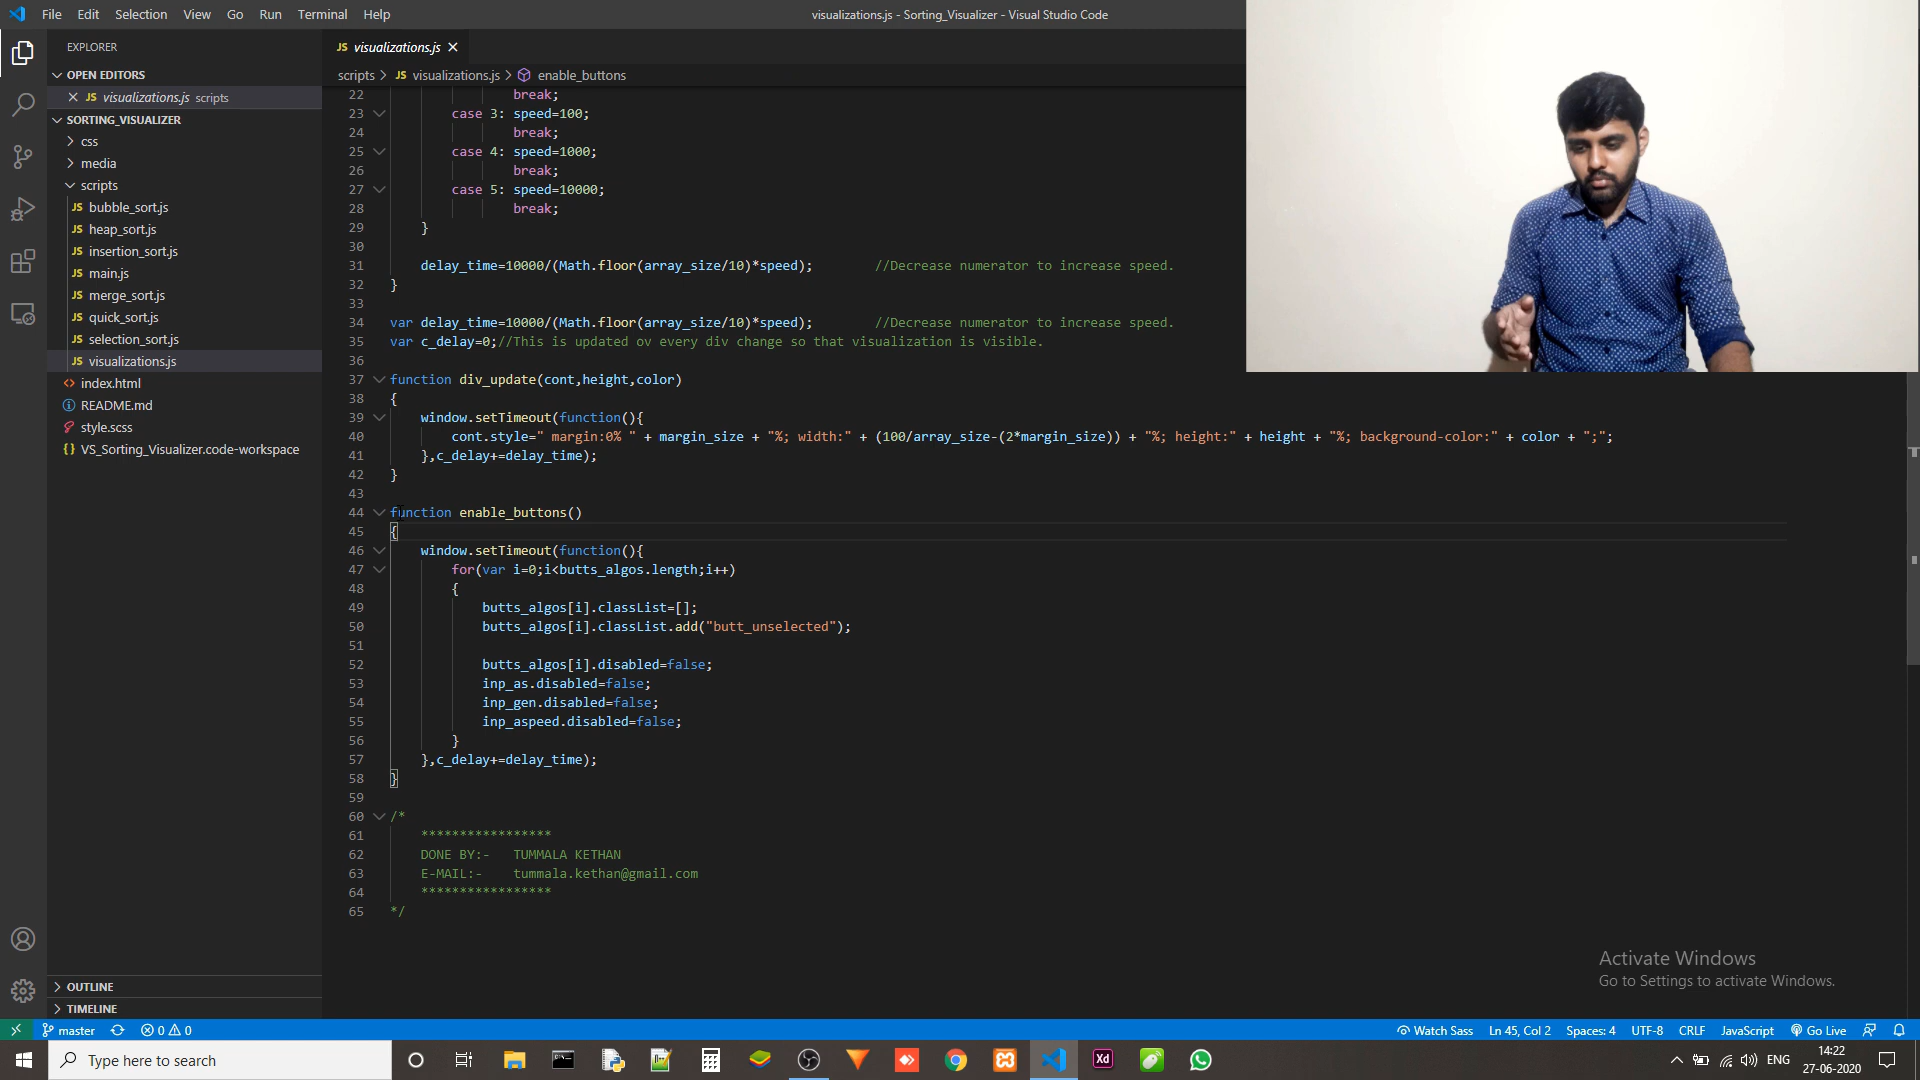 File Edit Selection View Go Run Terminal Help
visualizations.js - Sorting_Visualizer - Visual Studio Code
EXPLORER
OPEN EDITORS
JS visualizations.js scripts
SORTING_VISUALIZER
css
media
scripts
JS bubble_sort.js
JS heap_sort.js
JS insertion_sort.js
JS main.js
JS merge_sort.js
JS quick_sort.js
JS selection_sort.js
JS visualizations.js
index.html
README.md
style.scss
VS_Sorting_Visualizer.code-workspace
OUTLINE
TIMELINE
JS visualizations.js
scripts > JS visualizations.js > enable_buttons
22 break;
23 case 3: speed=100;
24 break;
25 case 4: speed=1000;
26 break;
27 case 5: speed=10000;
28 break;
29 }
30
31 delay_time=10000/(Math.floor(array_size/10)*speed); //Decrease numerator to increase speed.
32 }
33
34 var delay_time=10000/(Math.floor(array_size/10)*speed); //Decrease numerator to increase speed.
35 var c_delay=0;//This is updated ov every div change so that visualization is visible.
36
37 function div_update(cont,height,color)
38 {
39 window.setTimeout(function(){
40 cont.style=" margin:0% " + margin_size + "%; width:" + (100/array_size-(2*margin_size)) + "%; height:" + height + "%; background-color:" + color + ";";
41 },c_delay+=delay_time);
42 }
43
44 function enable_buttons()
45 {
46 window.setTimeout(function(){
47 for(var i=0;i<butts_algos.length;i++)
48 {
49 butts_algos[i].classList=[];
50 butts_algos[i].classList.add("butt_unselected");
51
52 butts_algos[i].disabled=false;
53 inp_as.disabled=false;
54 inp_gen.disabled=false;
55 inp_aspeed.disabled=false;
56 }
57 },c_delay+=delay_time);
58 }
59
60 /*
61 *****************
62 DONE BY:- TUMMALA KETHAN
63 E-MAIL:- tummala.kethan@gmail.com
64 *****************
65 */
Activate Windows
Go to Settings to activate Windows.
master 0 0 Watch Sass Ln 45, Col 2 Spaces: 4 UTF-8 CRLF JavaScript Go Live
Type here to search
Xd
ENG
14:22
27-06-2020